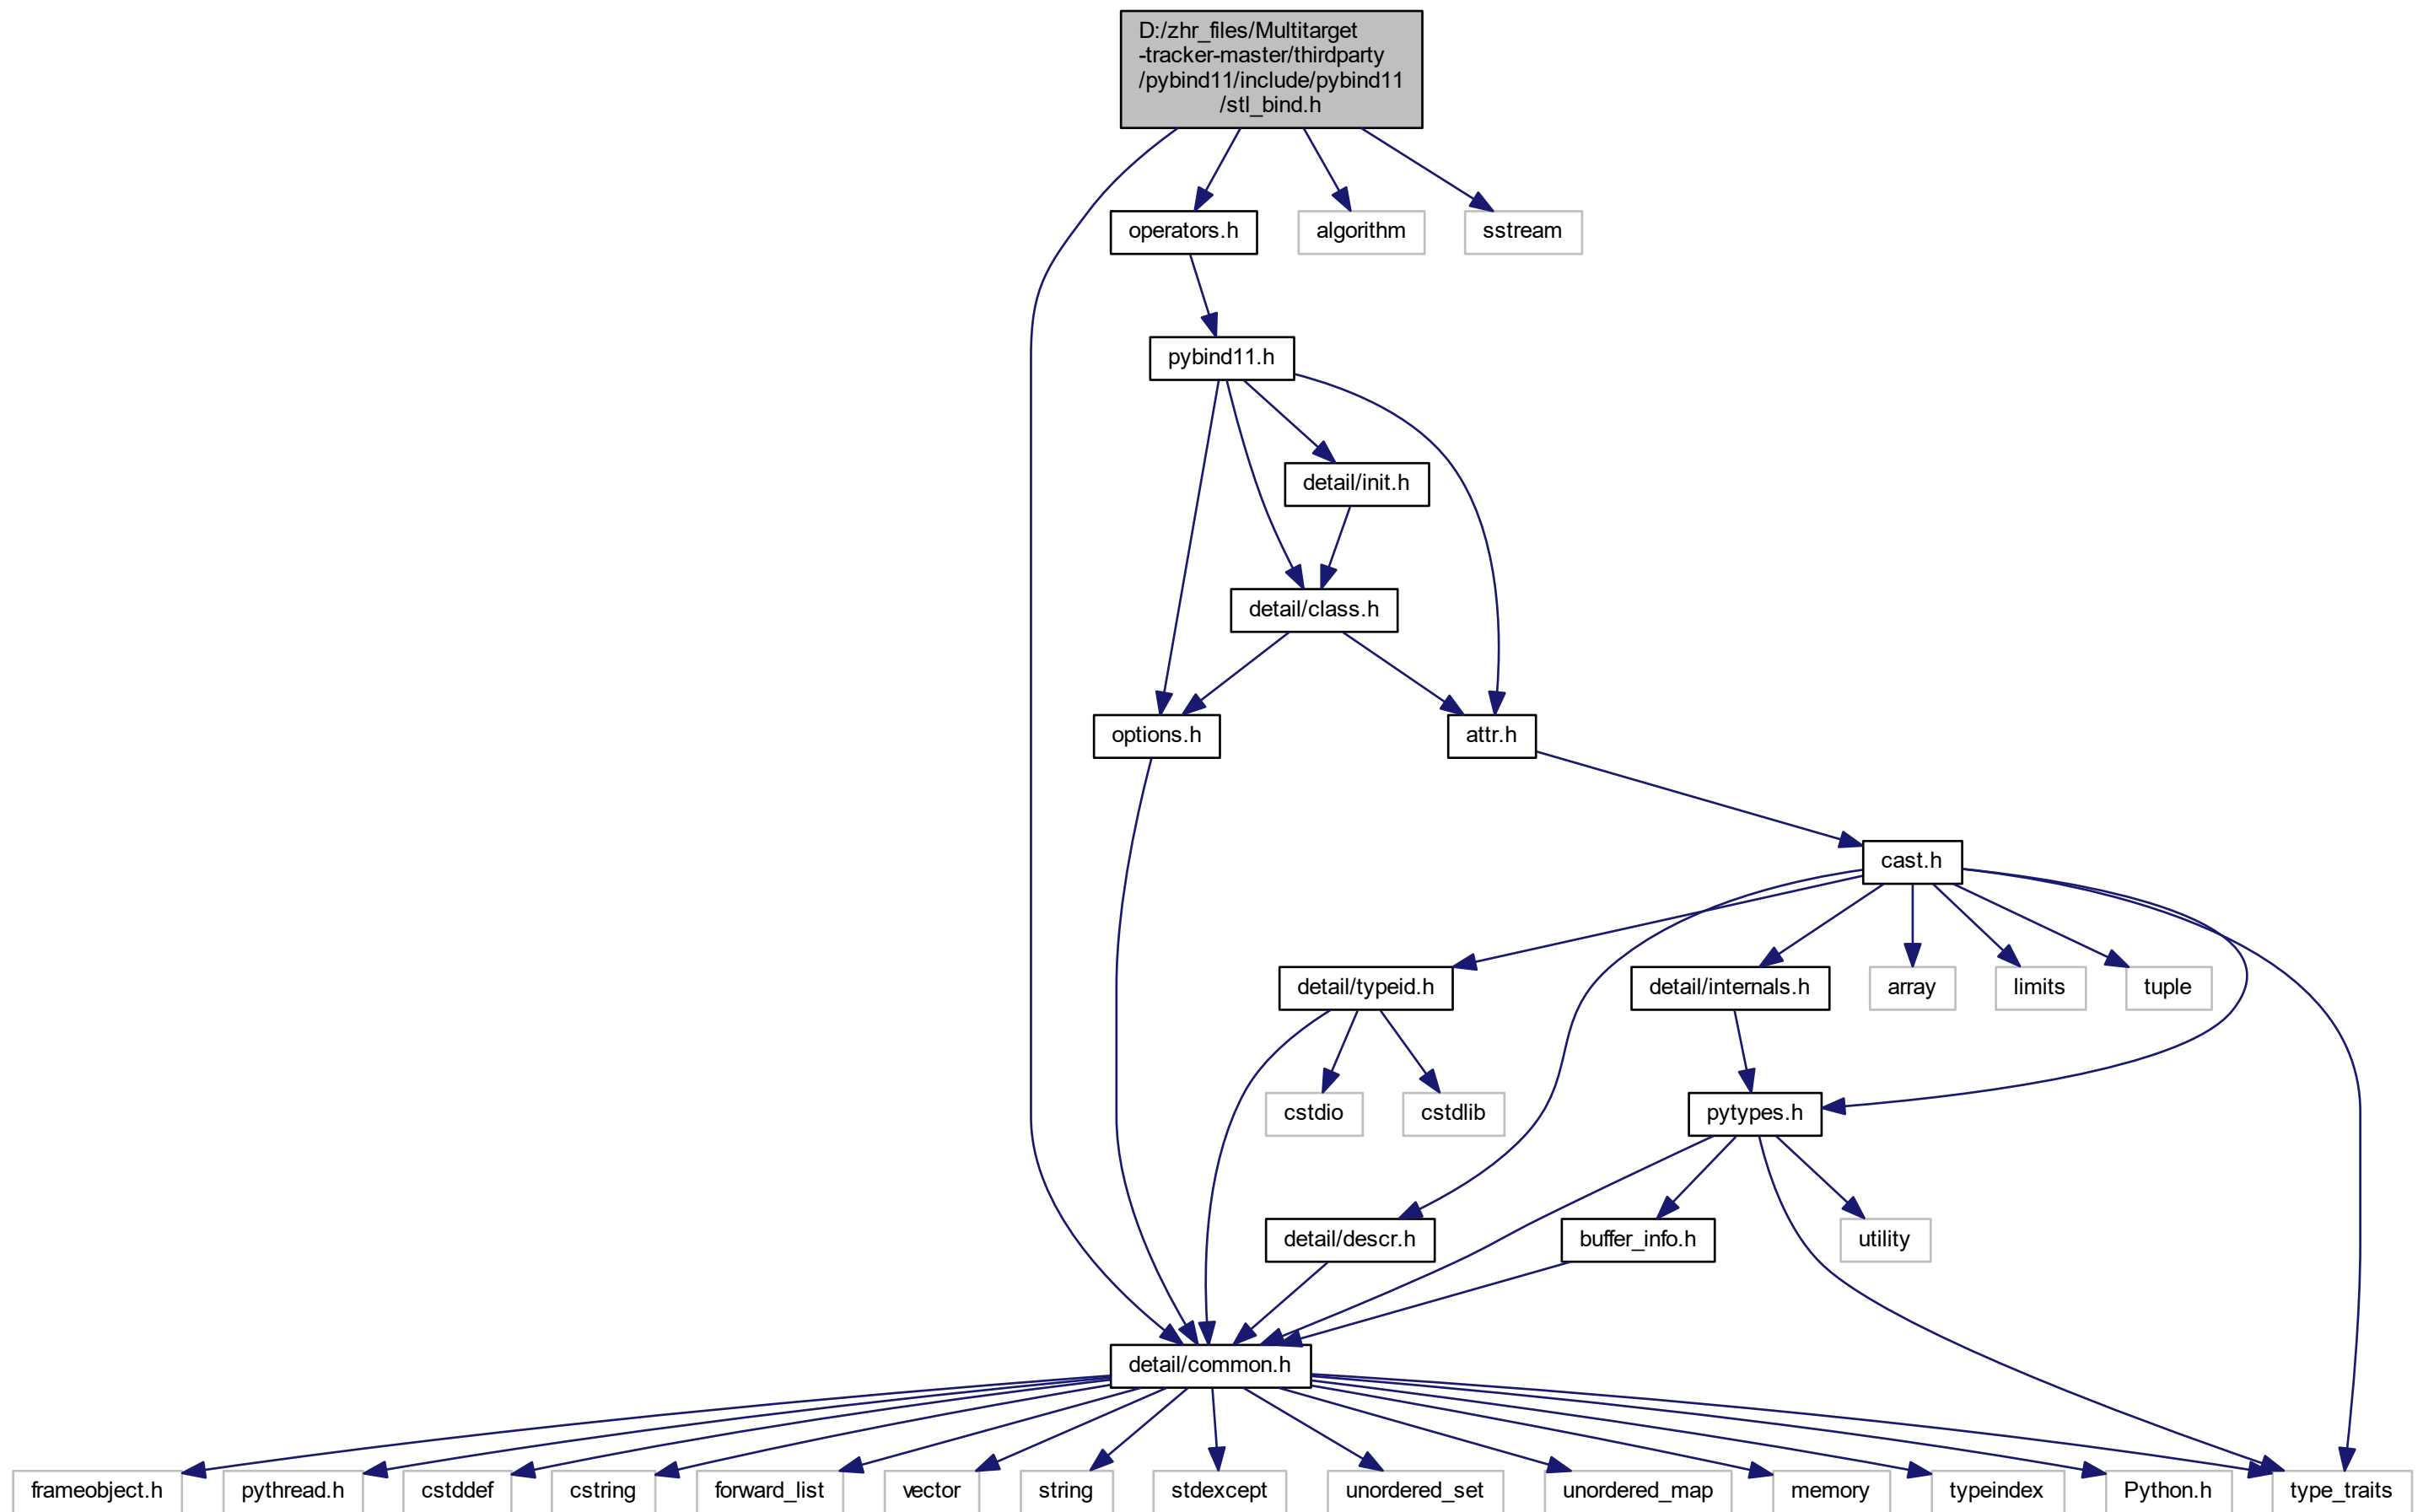 D:/zhr_files/Multitarget
-tracker-master/thirdparty
/pybind11/include/pybind11
/stl_bind.h
operators.h
algorithm
sstream
pybind11.h
detail/init.h
detail/class.h
options.h
attr.h
cast.h
detail/typeid.h
detail/internals.h
array
limits
tuple
cstdio
cstdlib
pytypes.h
detail/descr.h
buffer_info.h
utility
detail/common.h
frameobject.h
pythread.h
cstddef
cstring
forward_list
vector
string
stdexcept
unordered_set
unordered_map
memory
typeindex
Python.h
type_traits